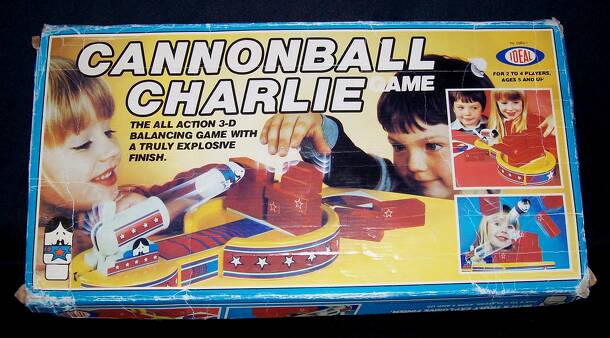 CANNONBALL
CHARLIE
GAME
THE ALL ACTION 3-D
BALANCING GAME WITH
A TRULY EXPLOSIVE
FINISH.
IDEAL
FOR 2 TO 4 PLAYERS,
AGES 5 AND UP